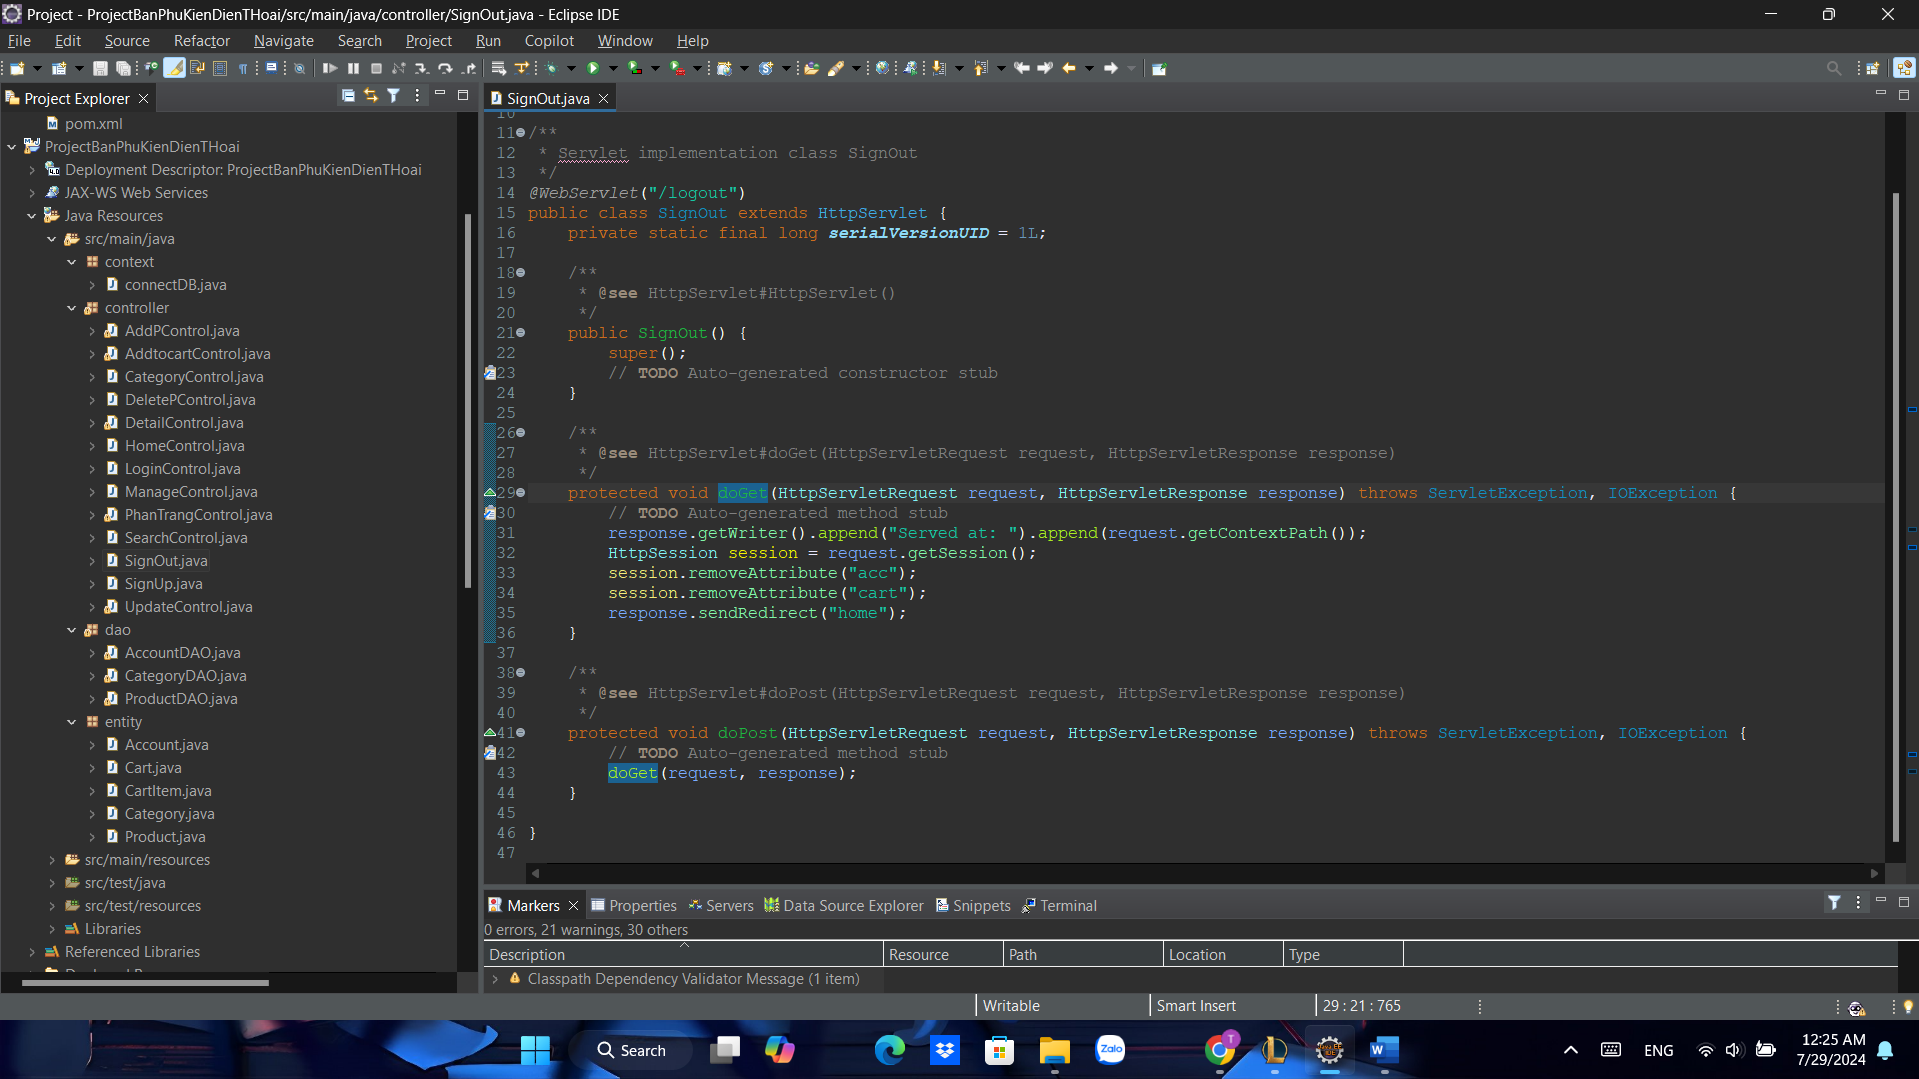 Project - ProjectBanPhuKienDienTHoai/src/main/java/controller/SignOut.java - Eclipse IDE
File Edit Source Refactor Navigate Search Project Run Copilot Window Help
Project Explorer
pom.xml
ProjectBanPhuKienDienTHoai
Deployment Descriptor: ProjectBanPhuKienDienTHoai
JAX-WS Web Services
Java Resources
src/main/java
context
connectDB.java
controller
AddPControl.java
AddtocartControl.java
CategoryControl.java
DeletePControl.java
DetailControl.java
HomeControl.java
LoginControl.java
ManageControl.java
PhanTrangControl.java
SearchControl.java
SignOut.java
SignUp.java
UpdateControl.java
dao
AccountDAO.java
CategoryDAO.java
ProductDAO.java
entity
Account.java
Cart.java
CartItem.java
Category.java
Product.java
src/main/resources
src/test/java
src/test/resources
Libraries
Referenced Libraries
SignOut.java
10
11 /**
12 * Servlet implementation class SignOut
13 */
14 @WebServlet("/logout")
15 public class SignOut extends HttpServlet {
16 private static final long serialVersionUID = 1L;
17
18 /**
19 * @see HttpServlet#HttpServlet()
20 */
21 public SignOut() {
22 super();
23 // TODO Auto-generated constructor stub
24 }
25
26 /**
27 * @see HttpServlet#doGet(HttpServletRequest request, HttpServletResponse response)
28 */
29 protected void doGet(HttpServletRequest request, HttpServletResponse response) throws ServletException, IOException {
30 // TODO Auto-generated method stub
31 response.getWriter().append("Served at: ").append(request.getContextPath());
32 HttpSession session = request.getSession();
33 session.removeAttribute("acc");
34 session.removeAttribute("cart");
35 response.sendRedirect("home");
36 }
37
38 /**
39 * @see HttpServlet#doPost(HttpServletRequest request, HttpServletResponse response)
40 */
41 protected void doPost(HttpServletRequest request, HttpServletResponse response) throws ServletException, IOException {
42 // TODO Auto-generated method stub
43 doGet(request, response);
44 }
45
46 }
47
Markers Properties Servers Data Source Explorer Snippets Terminal
0 errors, 21 warnings, 30 others
Description Resource Path Location Type
Classpath Dependency Validator Message (1 item)
Writable Smart Insert 29 : 21 : 765
Search Zalo ENG 12:25 AM
7/29/2024